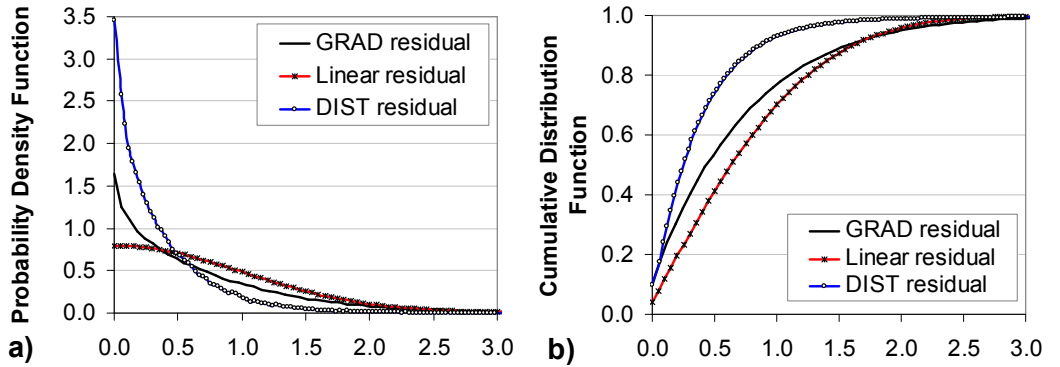 Probability Density Function
3.5
3.0
2.5
2.0
1.5
1.0
0.5
0.0
GRAD residual
Linear residual
DIST residual
0.0 0.5 1.0 1.5 2.0 2.5 3.0
a)
Cumulative Distribution
Function
1.0
0.8
0.6
0.4
0.2
0.0
GRAD residual
Linear residual
DIST residual
0.0 0.5 1.0 1.5 2.0 2.5 3.0
b)